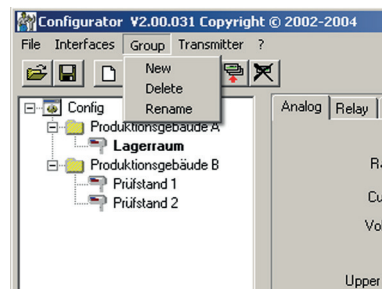 Configurator V2.00.031 Copyright © 2002-2004
File Interfaces Group Transmitter ?
New
Delete
Rename
Config
Produktionsgebäude A
Lagerraum
Produktionsgebäude B
Prüfstand 1
Prüfstand 2
Analog Relay
Upper